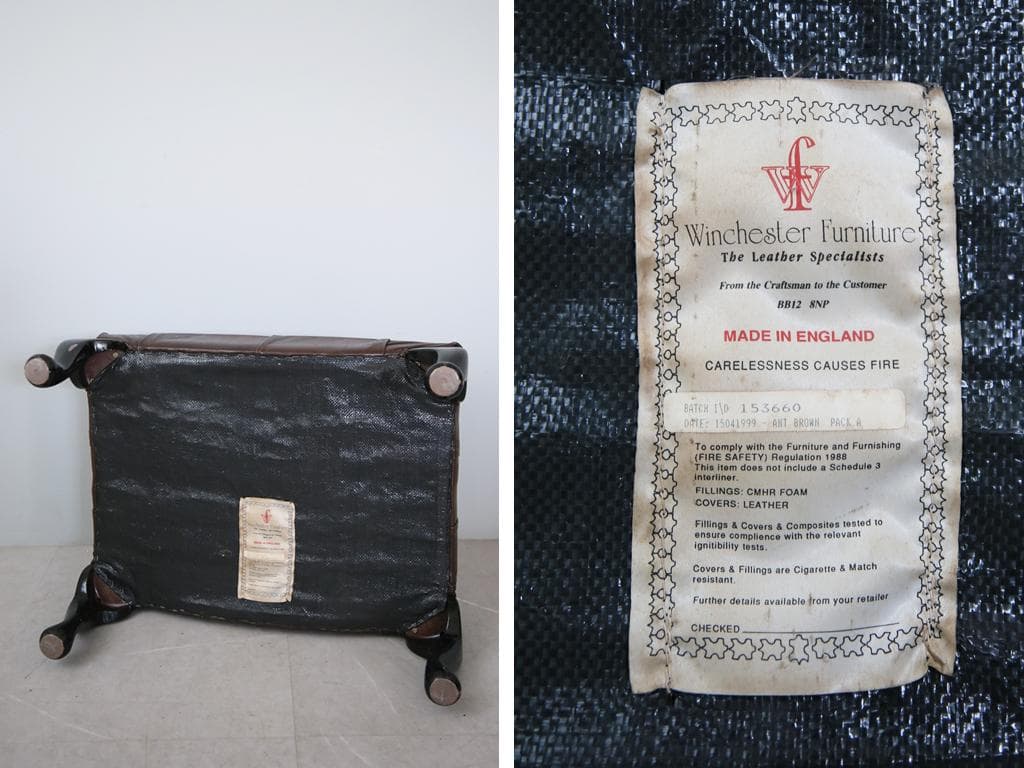 Winchester Furniture
The Leather Specialists
From the Craftsman to the Customer
BB12 8NP
MADE IN ENGLAND
CARELESSNESS CAUSES FIRE
BATCH I\D 153660
DATE: 15041999 - ANT BROWN PACK A
To comply with the Furniture and Furnishing
(FIRE SAFETY) Regulation 1988
This item does not include a Schedule 3
interliner.
FILLINGS: CMHR FOAM
COVERS: LEATHER
Fillings & Covers & Composites tested to
ensure complience with the relevant
ignitibility tests.
Covers & Fillings are Cigarette & Match
resistant.
Further details available from your retailer
CHECKED